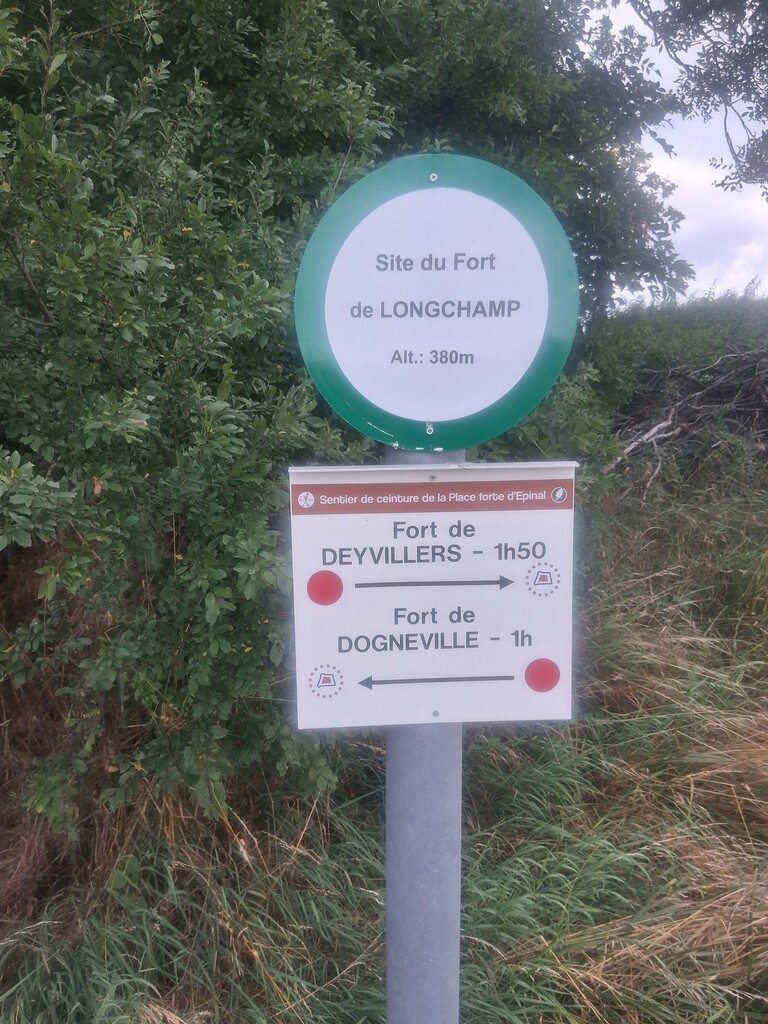 Site du Fort
de LONGCHAMP
Alt.: 380m
Sentier de ceinture de la Place forte d'Epinal
Fort de
DEYVILLERS - 1h50
Fort de
DOGNEVILLE - 1h